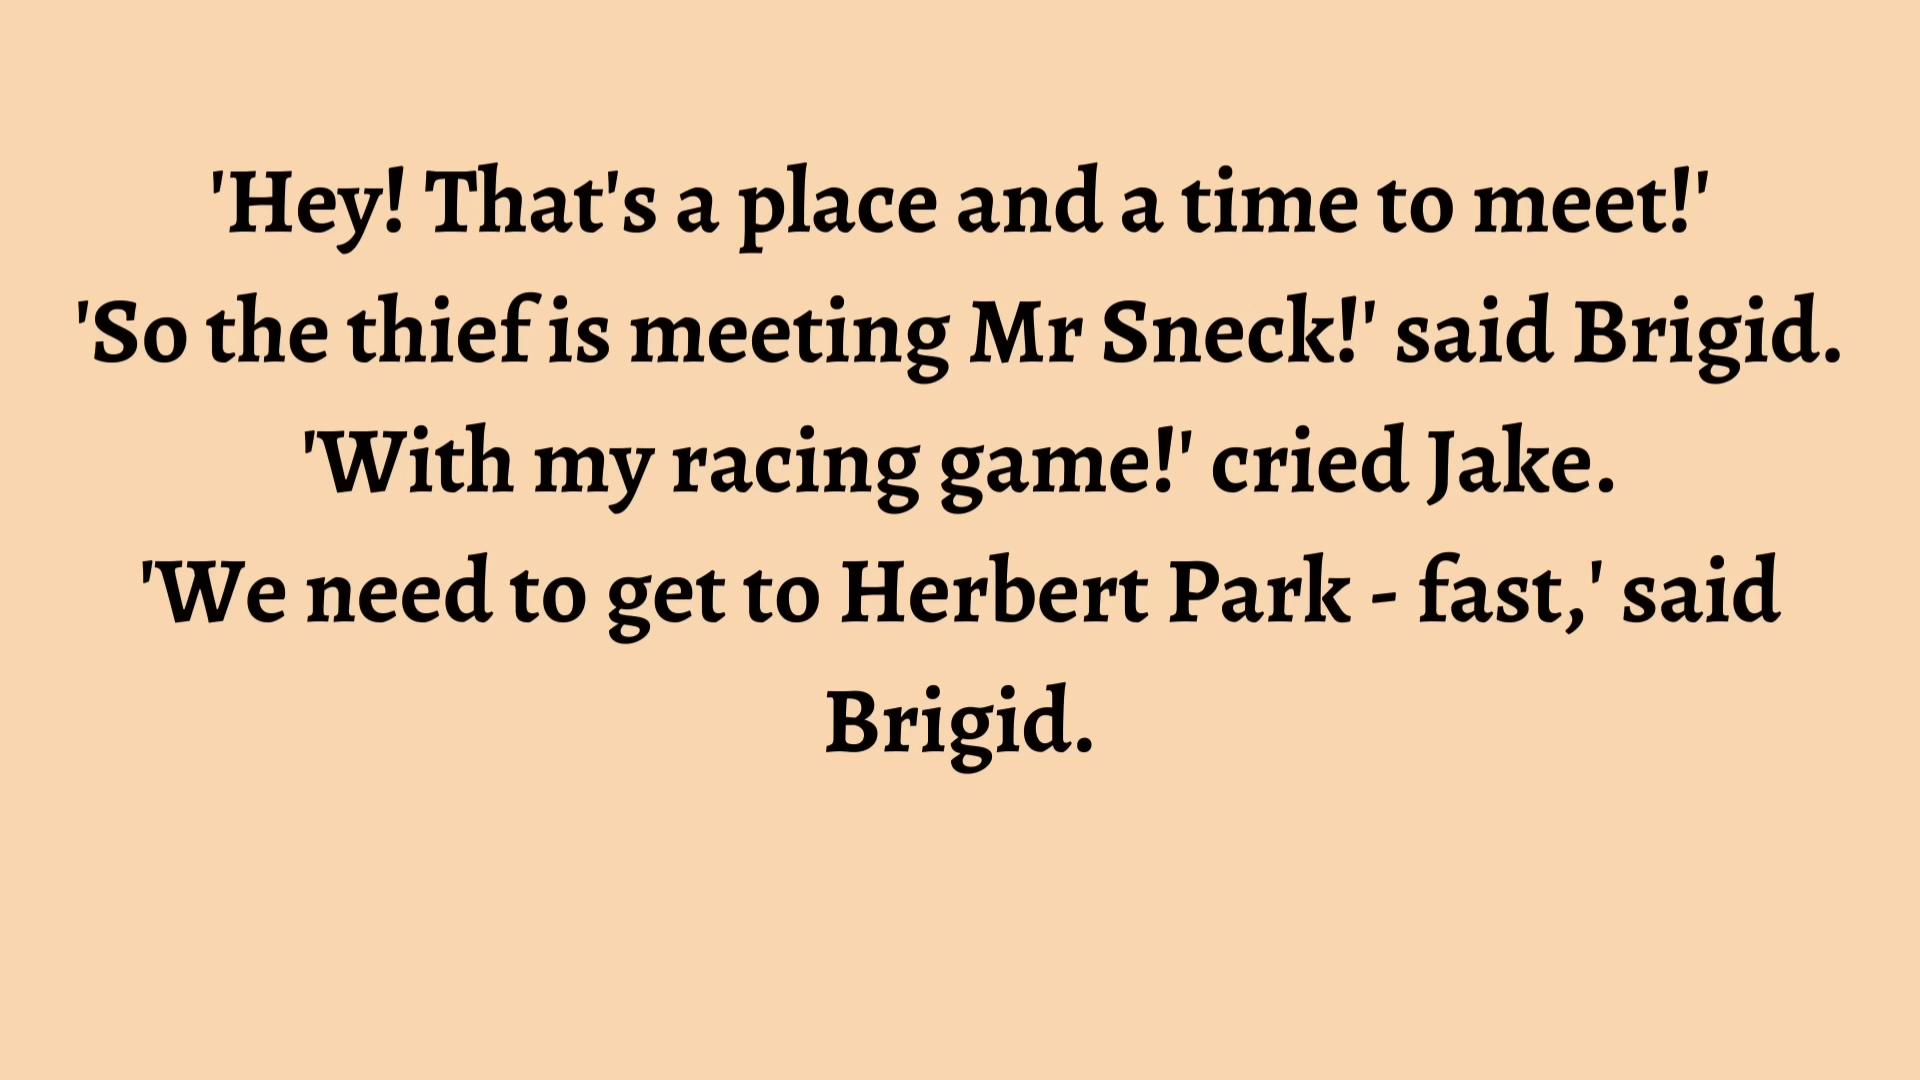 'Hey! That's a place and a time to meet!'
'So the thief is meeting Mr Sneck!' said Brigid.
'With my racing game!' cried Jake.
'We need to get to Herbert Park - fast,' said
Brigid.